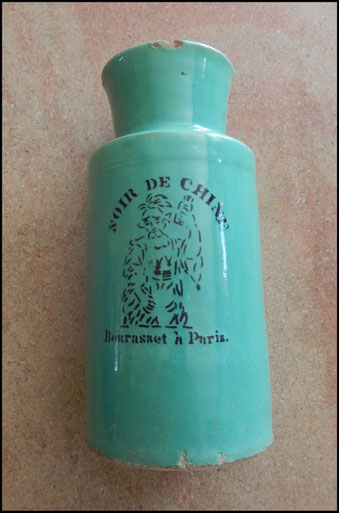 NOIR DE CHINE
Bourasset à Paris.